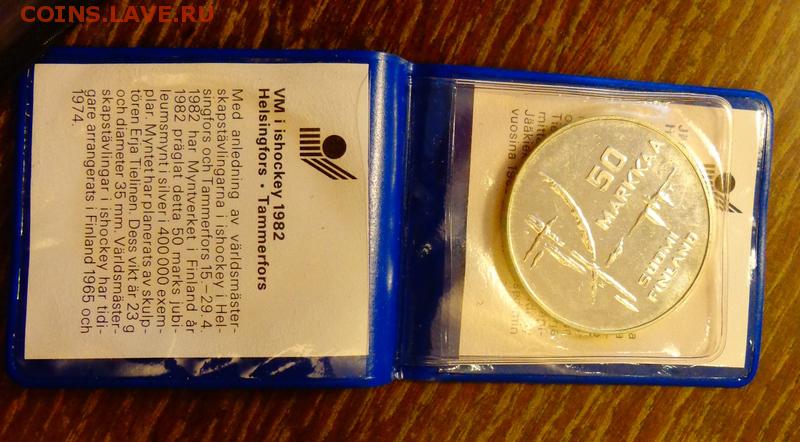 COINS.LAVE.RU
VM i ishockey 1982
Helsingfors • Tammerfors
Med anledning av världsmäster-
skapstävlingarna i ishockey i Hel-
singfors och Tammerfors 15.–29.4.
1982 har Myntverket i Finland år
1982 präglat detta 50 marks jubi-
leumsmynt i silver i 400 000 exem-
plar. Myntet har planerats av skulp-
tören Erja Tielinen. Dess vikt är 23 g
och diameter 35 mm. Världsmäster-
skapstävlingar i ishockey har tidi-
gare arrangerats i Finland 1965 och
1974.
50
MARKKAA
SUOMI
FINLAND
Jääkie
vuosina